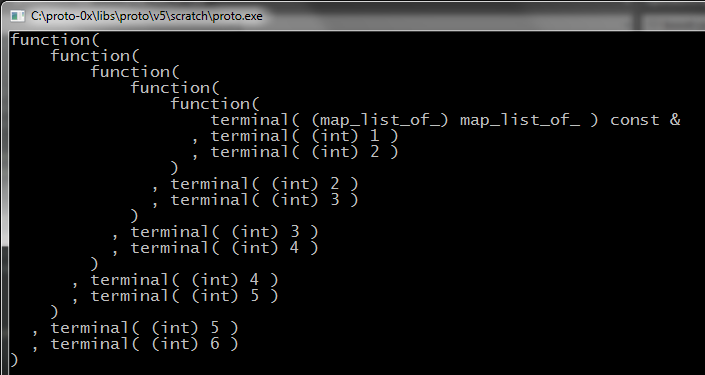 C:\proto-0x\libs\proto\v5\scratch\proto.exe
function(
    function(
        function(
            function(
                function(
                    terminal( (map_list_of_) map_list_of_ ) const &
                  , terminal( (int) 1 )
                  , terminal( (int) 2 )
                )
              , terminal( (int) 2 )
              , terminal( (int) 3 )
            )
          , terminal( (int) 3 )
          , terminal( (int) 4 )
        )
      , terminal( (int) 4 )
      , terminal( (int) 5 )
    )
  , terminal( (int) 5 )
  , terminal( (int) 6 )
)